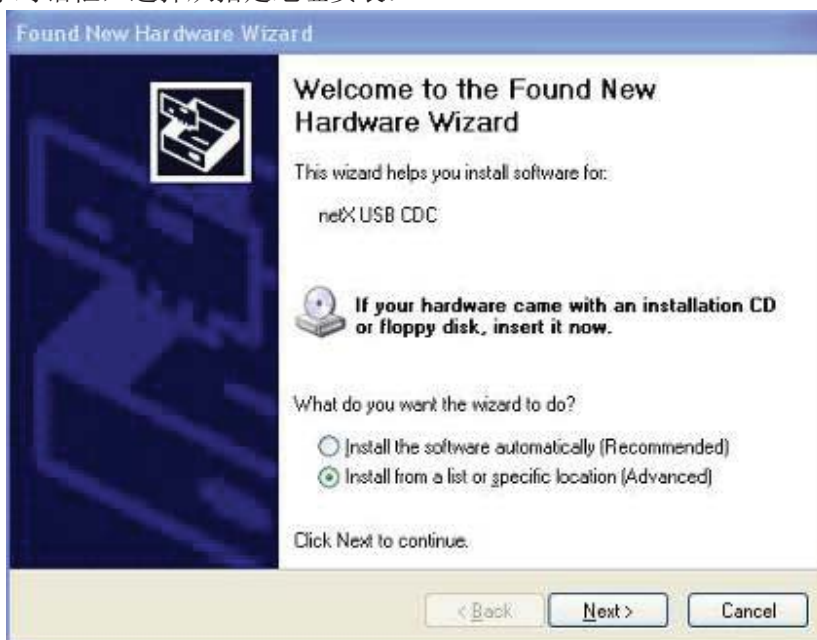 Found New Hardware Wizard
Welcome to the Found New
Hardware Wizard
This wizard helps you install software for:
netX USB CDC
If your hardware came with an installation CD
or floppy disk, insert it now.
What do you want the wizard to do?
Install the software automatically (Recommended)
Install from a list or specific location (Advanced)
Click Next to continue.
< Back Next > Cancel